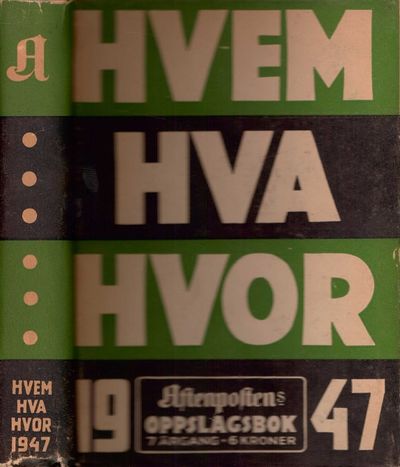 A
HVEM
HVA
HVOR
1947
HVEM
HVA
HVOR
19 47
Aftenpostens
OPPSLAGSBOK
7 ÅRGANG-6 KRONER